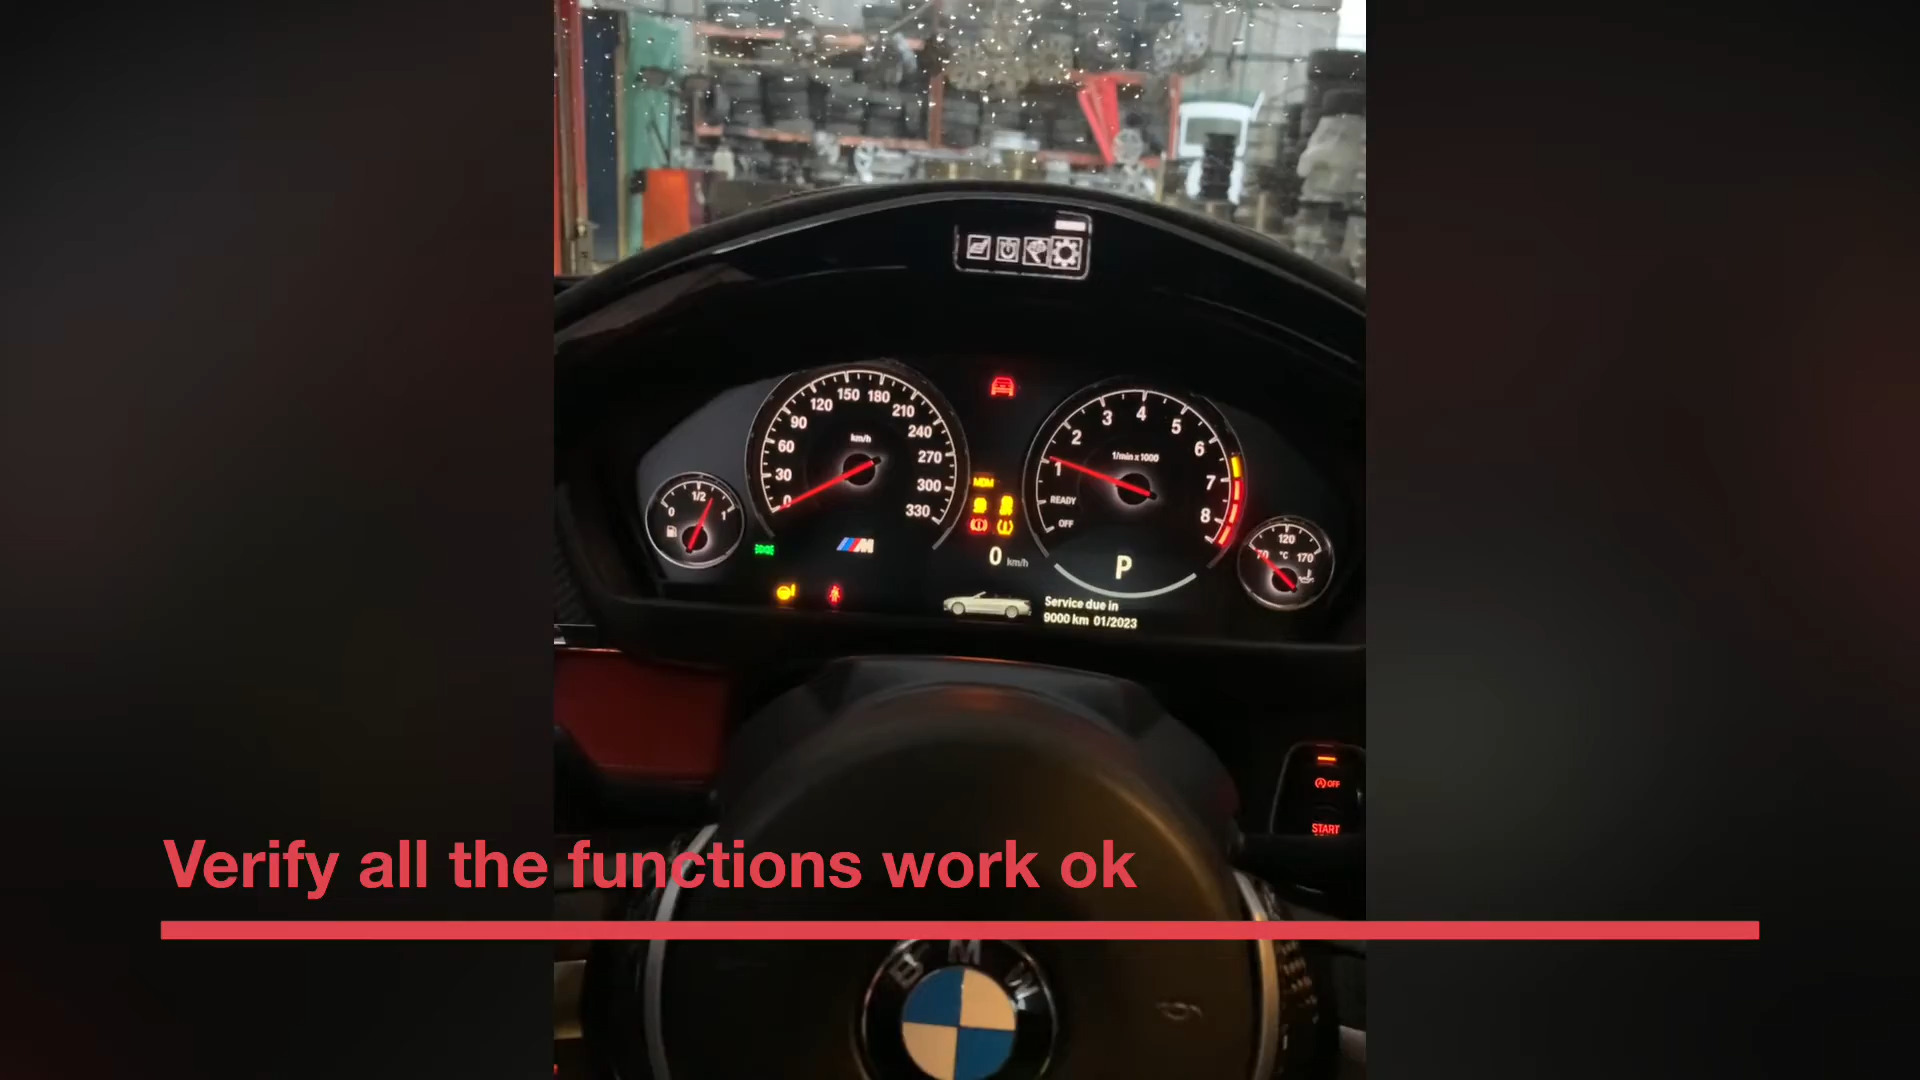 150 180
120 210
90 240
km/h
60 270
30 300
0 330
MDM
3 4 5
2 6
1/min x 1000
1 7
READY
8
OFF
1/2
0 1
120
70 °C 170
0 km/h
P
M
Service due in
9000 km 01/2023
OFF
START
Verify all the functions work ok
BMW